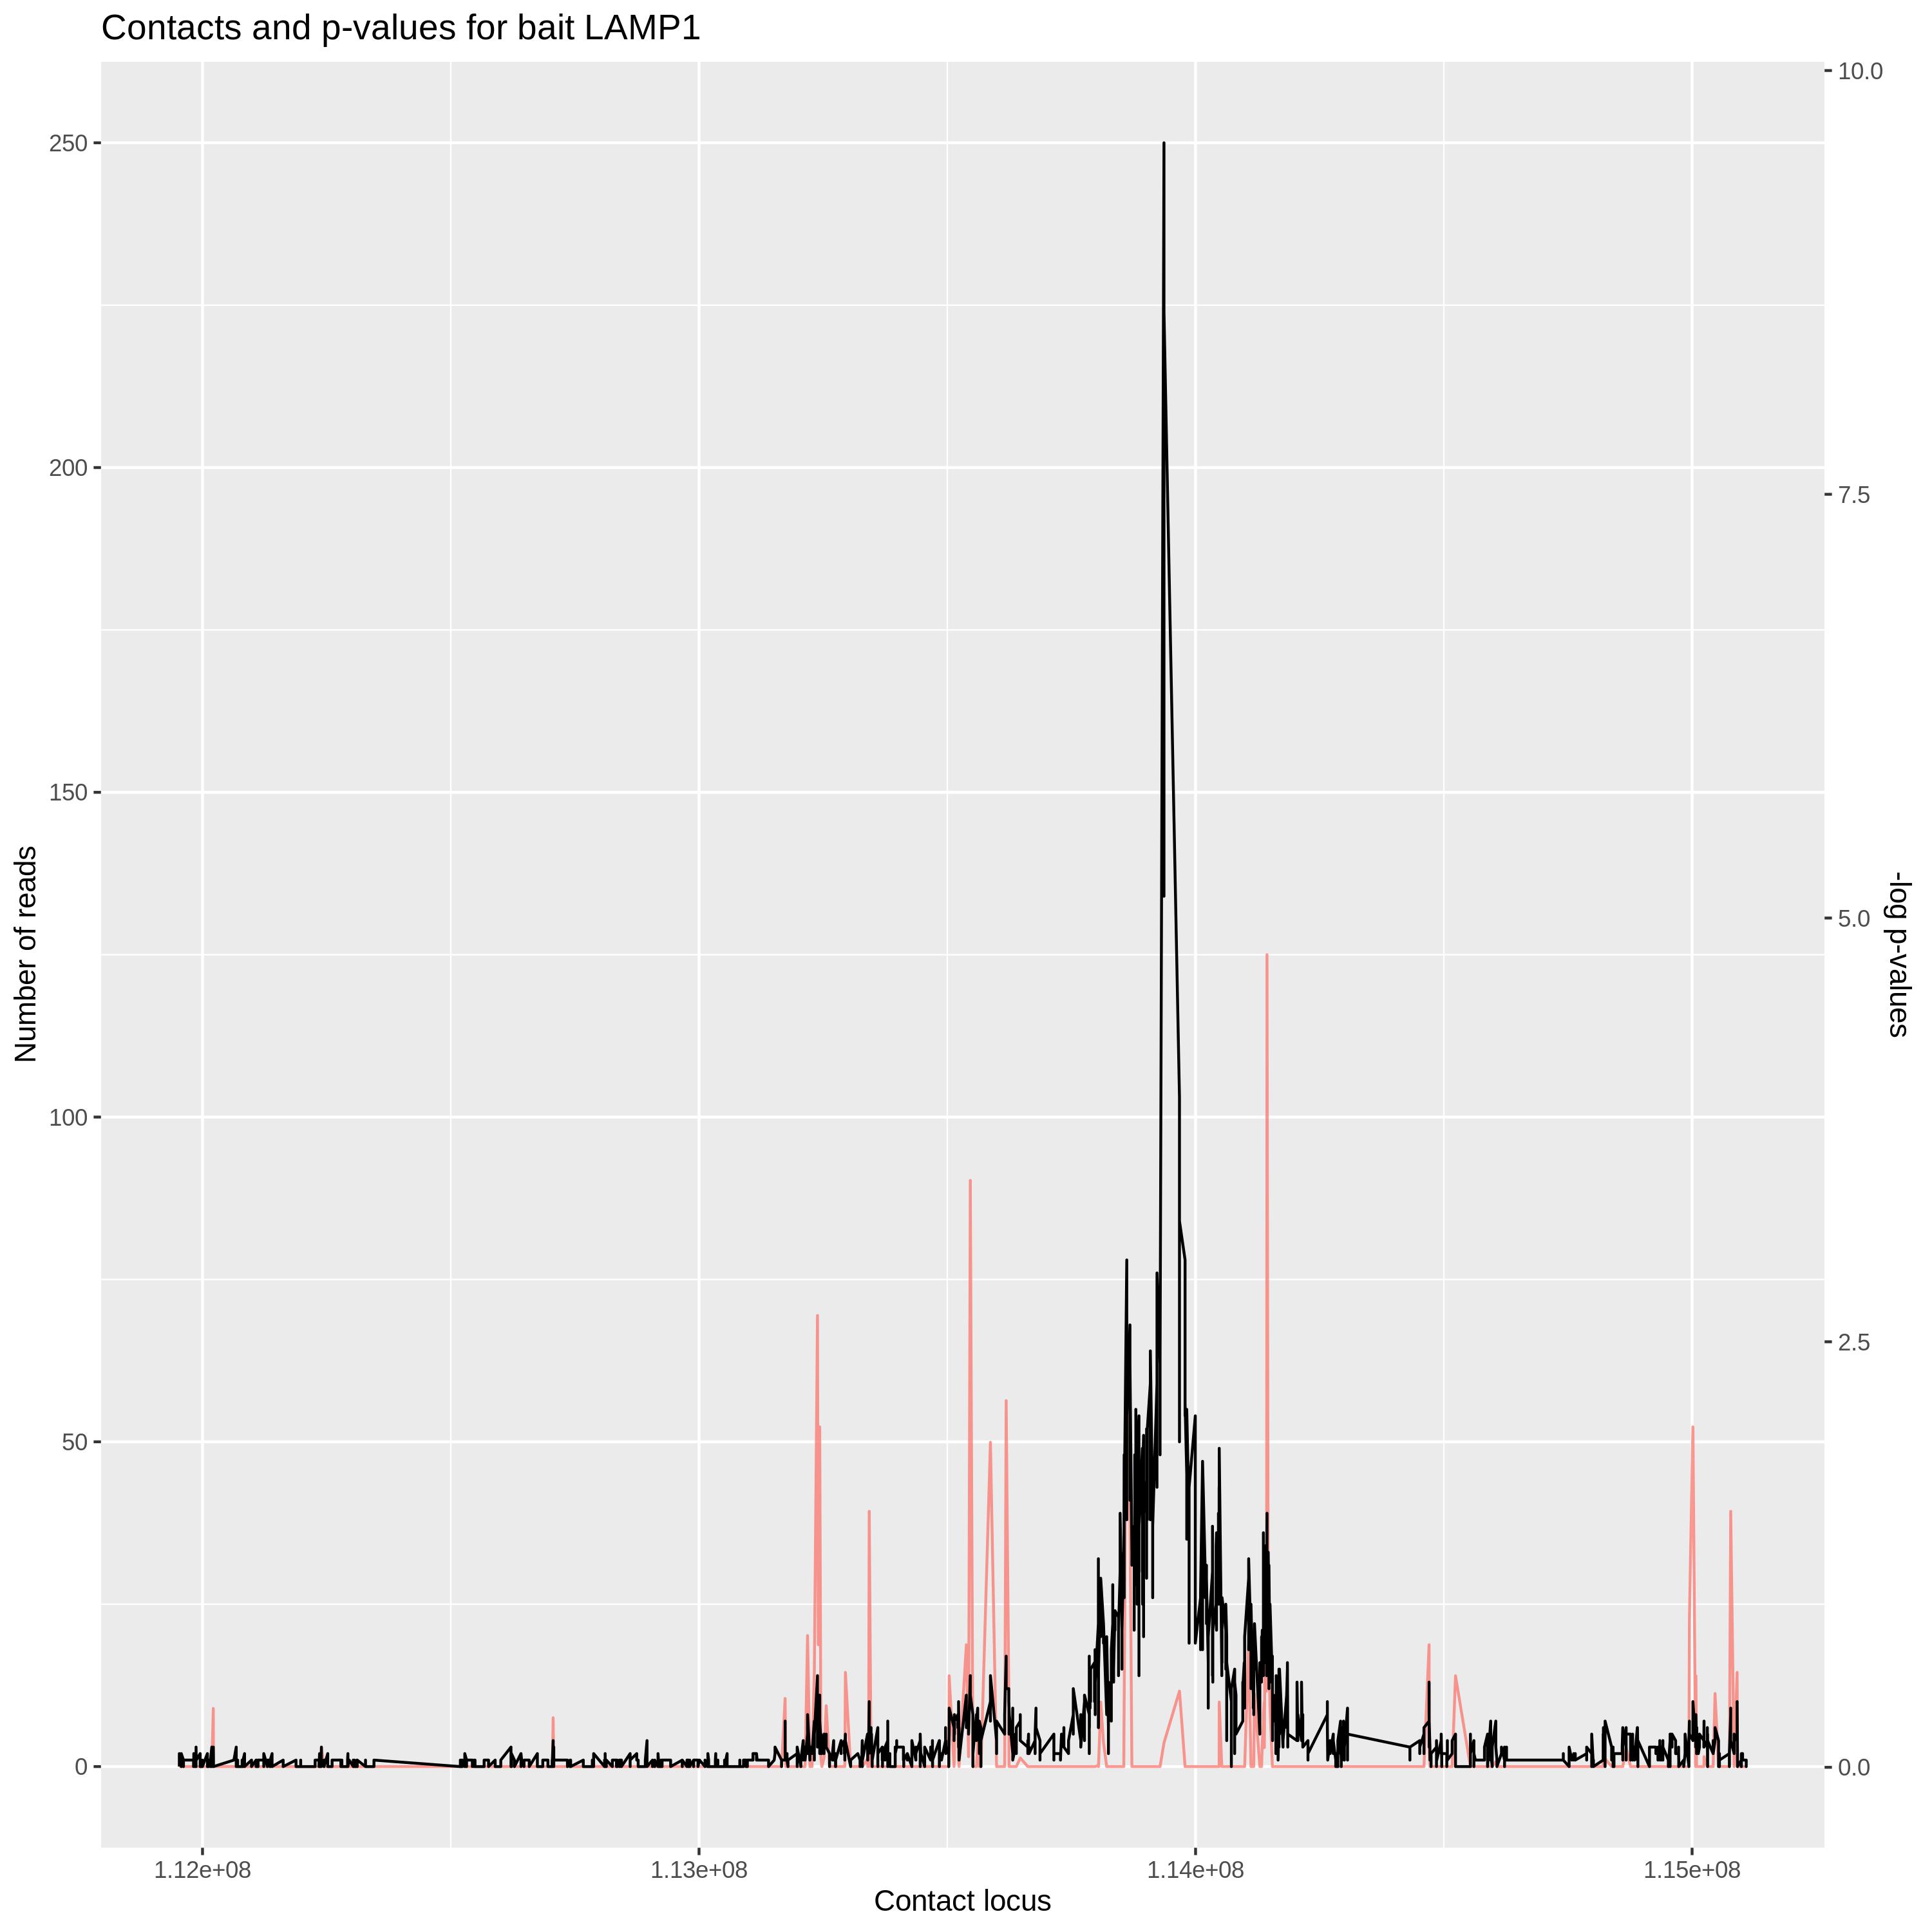 Contacts and p-values for bait LAMP1
10.0
250
200
7.5
150
Number of reads
5.0
-log p-values
100
2.5
50
0
0.0
1.12e+08
1.13e+08
1.14e+08
1.15e+08
Contact locus